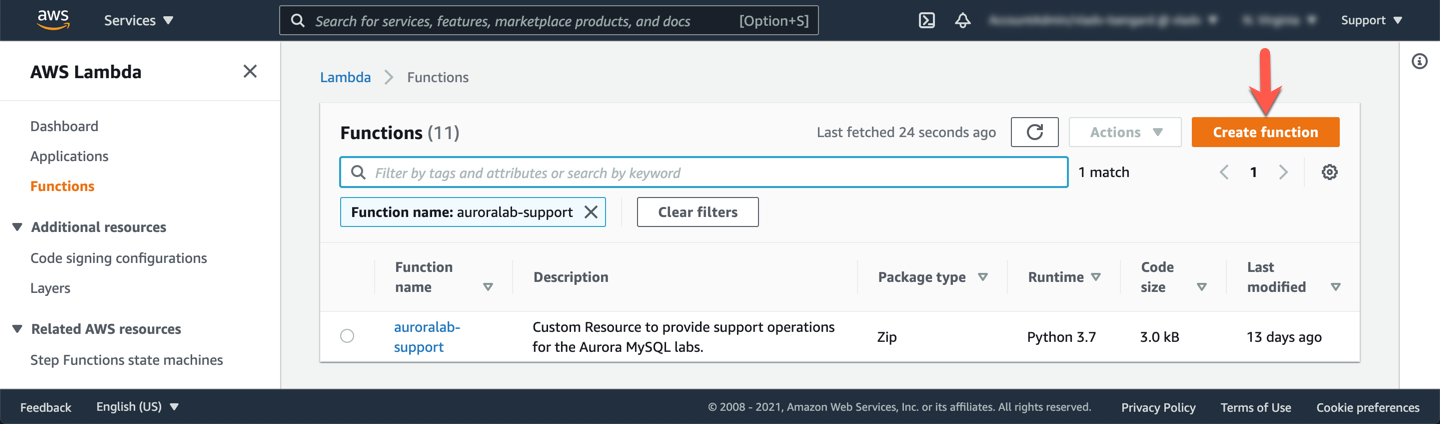 aws
Services
Search for services, features, marketplace products, and docs
[Option+S]
Support
AWS Lambda
Dashboard
Applications
Functions
Additional resources
Code signing configurations
Layers
Related AWS resources
Step Functions state machines
Lambda
Functions
Functions (11)
Last fetched 24 seconds ago
Actions
Create function
Filter by tags and attributes or search by keyword
1 match
1
Function name: auroralab-support
Clear filters
Function
name
Description
Package type
Runtime
Code
size
Last
modified
auroralab-
support
Custom Resource to provide support operations
for the Aurora MySQL labs.
Zip
Python 3.7
3.0 kB
13 days ago
Feedback
English (US)
© 2008 - 2021, Amazon Web Services, Inc. or its affiliates. All rights reserved.
Privacy Policy
Terms of Use
Cookie preferences